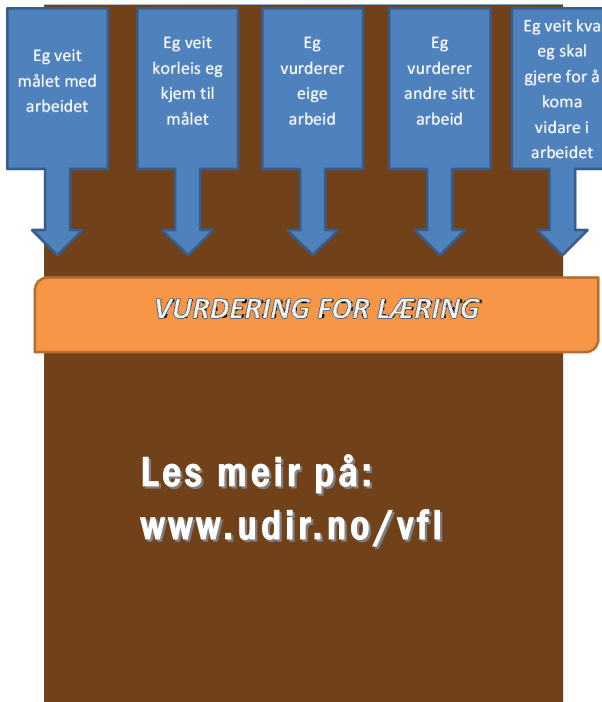 Eg veit
målet med
arbeidet
Eg veit
korleis eg
kjem til
målet
Eg
vurderer
eige
arbeid
Eg
vurderer
andre sitt
arbeid
Eg veit kva
eg skal
gjere for å
koma
vidare i
arbeidet
VURDERING FOR LÆRING
Les meir på:
www.udir.no/vfl